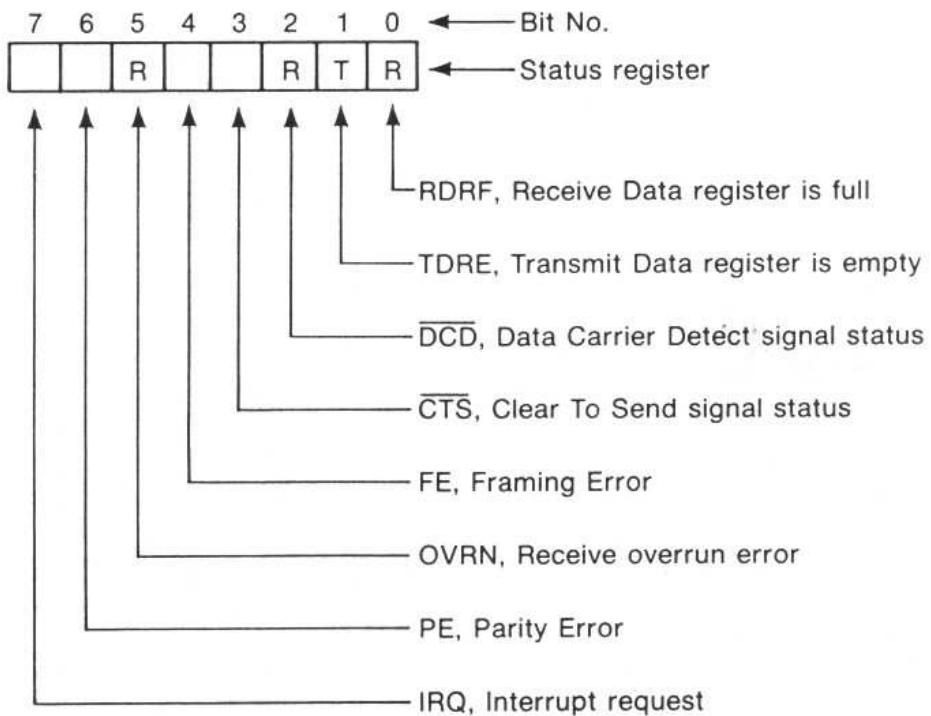 7 6 5 4 3 2 1 0 Bit No.
R R T R Status register
RDRF, Receive Data register is full
TDRE, Transmit Data register is empty
D̅C̅D̅, Data Carrier Detect signal status
C̅T̅S̅, Clear To Send signal status
FE, Framing Error
OVRN, Receive overrun error
PE, Parity Error
IRQ, Interrupt request